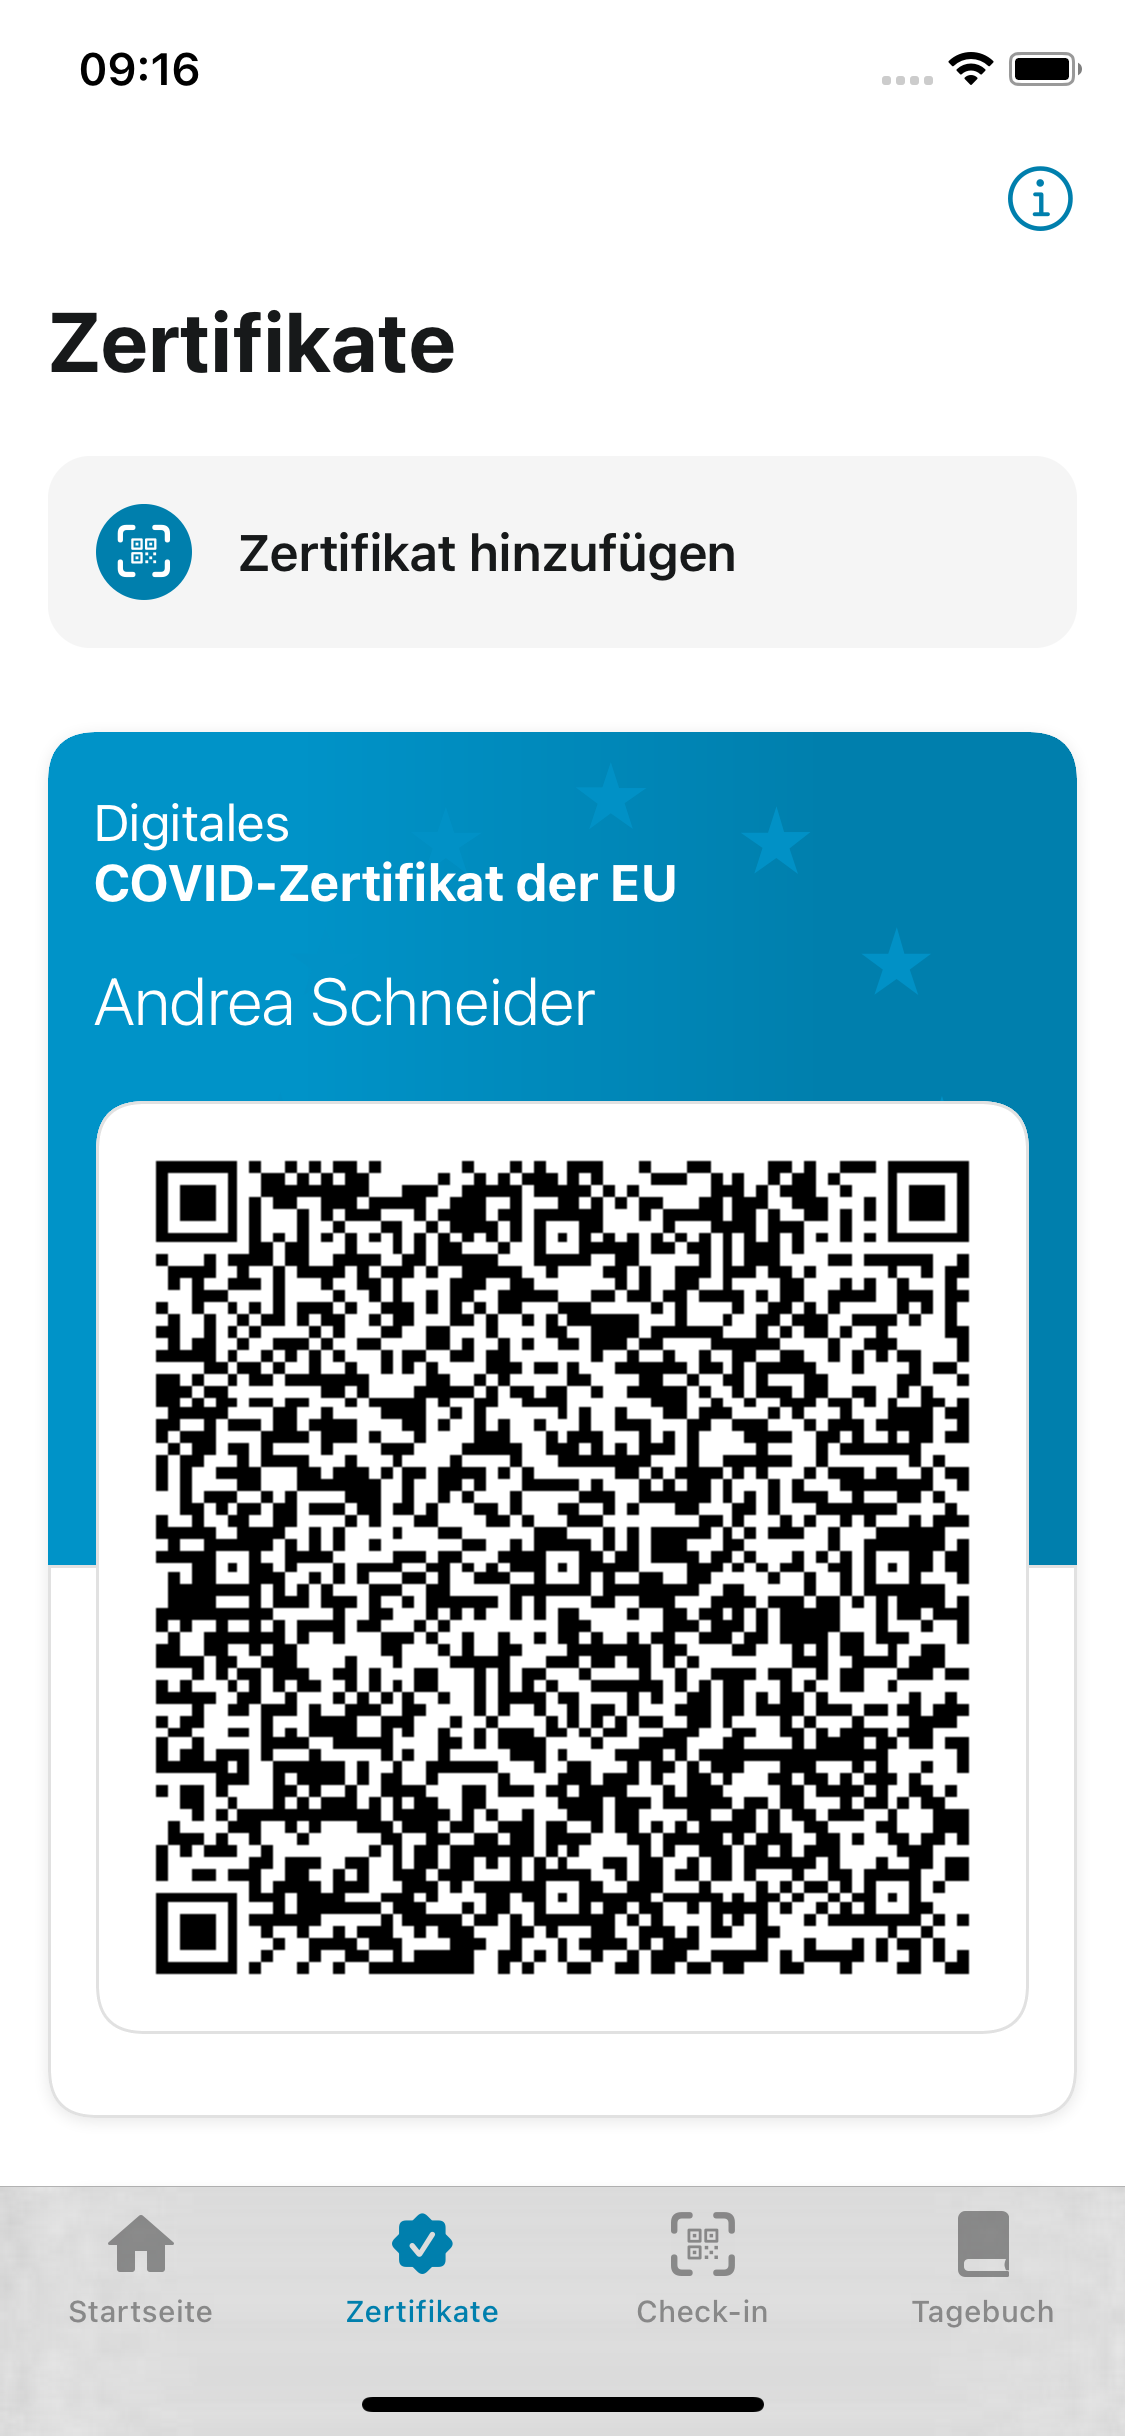 09:16
Zertifikate
Zertifikat hinzufügen
Digitales
COVID-Zertifikat der EU
Andrea Schneider
Startseite
Zertifikate
Check-in
Tagebuch